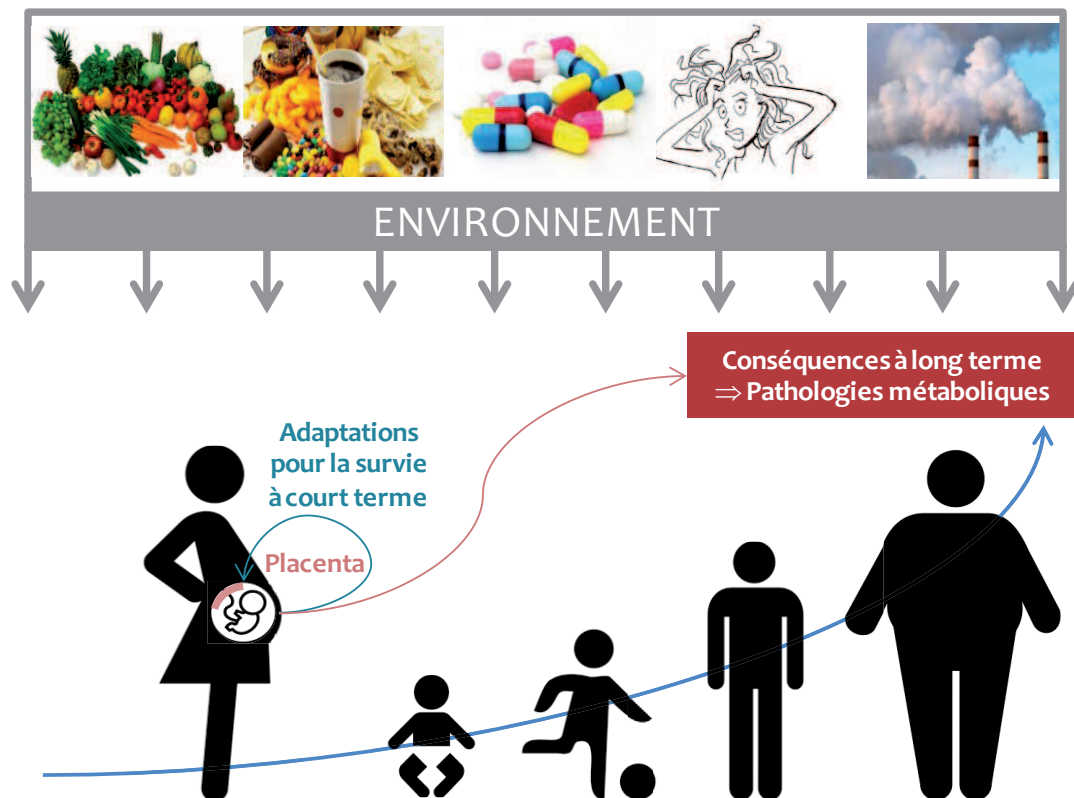 ENVIRONNEMENT
Conséquences à long terme
⇒ Pathologies métaboliques
Adaptations
pour la survie
à court terme
Placenta